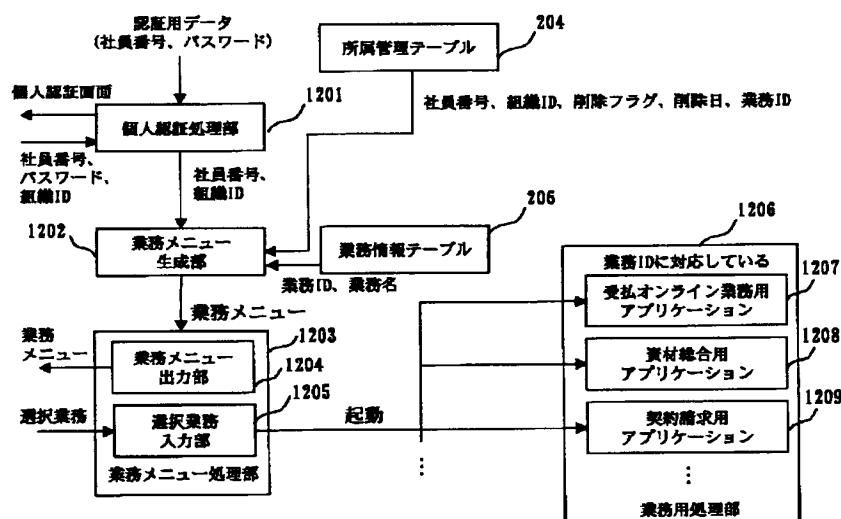 認証用データ
(社員番号、パスワード)
所属管理テーブル
204
個人認証画面
1201
個人認証処理部
社員番号、組織ID、削除フラグ、削除日、業務ID
社員番号、
パスワード、
組織ID
社員番号、
組織ID
1202
業務メニュー
生成部
205
業務情報テーブル
業務ID、業務名
1206
業務IDに対応している
業務メニュー
1207
受払オンライン業務用
アプリケーション
業務
メニュー
1203
業務メニュー
出力部
1204
1208
資材総合用
アプリケーション
1205
選択業務
選択業務
入力部
起動
1209
契約請求用
アプリケーション
業務メニュー処理部
⋮
⋮
業務用処理部